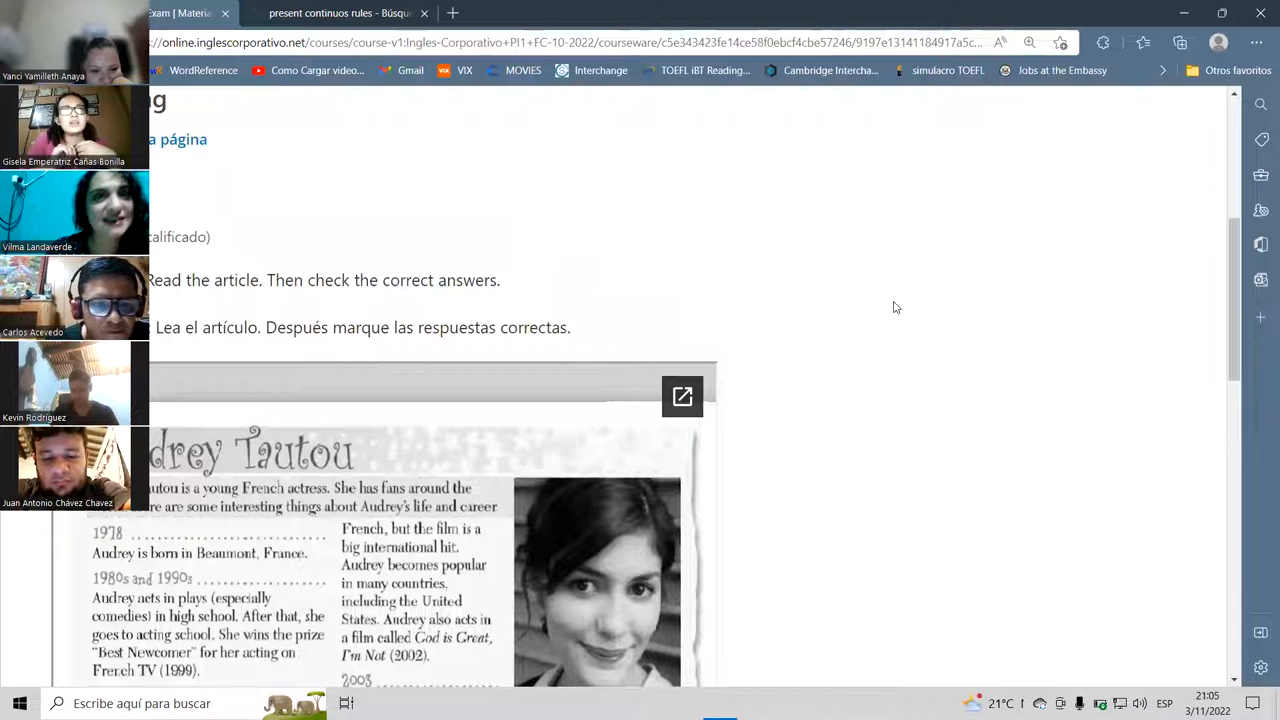 Exam | Materia
present continuos rules - Búsque
://online.inglescorporativo.net/courses/course-v1:Ingles-Corporativo+PI1+FC-10-2022/courseware/c5e343423fe14ce58f0ebcf4cbe57246/9197e13141184917a5c...
WordReference
Como Cargar video...
Gmail
VIX
MOVIES
Interchange
TOEFL iBT Reading...
Cambridge Intercha...
simulacro TOEFL
Jobs at the Embassy
Otros favoritos
Yanci Yamilleth Anaya
Gisela Emperatriz Cañas Bonilla
Vilma Landaverde
Carlos Acevedo
Kevin Rodríguez
Juan Antonio Chávez Chavez
ng
a página
calificado)
Read the article. Then check the correct answers.
: Lea el artículo. Después marque las respuestas correctas.
drey Tautou
autou is a young French actress. She has fans around the
re are some interesting things about Audrey's life and career
1978
Audrey is born in Beaumont, France.
1980s and 1990s
Audrey acts in plays (especially
comedies) in high school. After that, she
goes to acting school. She wins the prize
"Best Newcomer" for her acting on
French TV (1999).
French, but the film is a
big international hit.
Audrey becomes popular
in many countries,
including the United
States. Audrey also acts in
a film called God is Great,
I'm Not (2002).
2003
Escribe aquí para buscar
21°C
ESP
21:05
3/11/2022